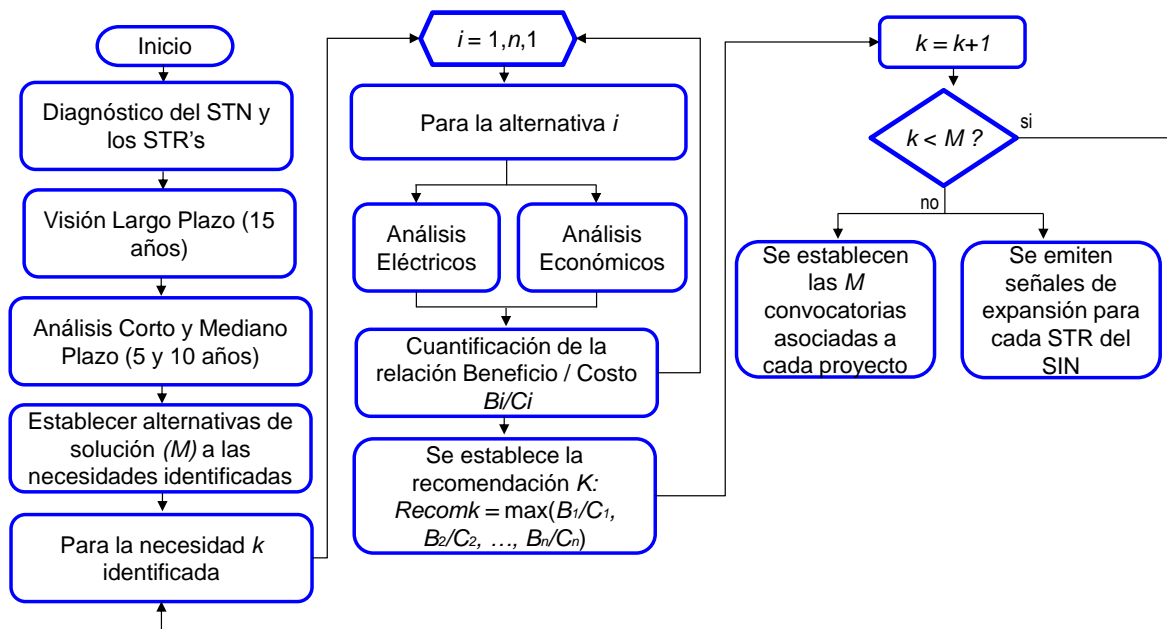 Inicio
Diagnóstico del STN y
los STR's
Visión Largo Plazo (15
años)
Análisis Corto y Mediano
Plazo (5 y 10 años)
Establecer alternativas de
solución (M) a las
necesidades identificadas
Para la necesidad k
identificada
i = 1,n,1
Para la alternativa i
Análisis
Eléctricos
Análisis
Económicos
Cuantificación de la
relación Beneficio / Costo
Bi/Ci
Se establece la
recomendación K:
Recomk = max(B1/C1,
B2/C2, …, Bn/Cn)
k = k+1
k < M ?
si
no
Se establecen
las M
convocatorias
asociadas a
cada proyecto
Se emiten
señales de
expansión para
cada STR del
SIN